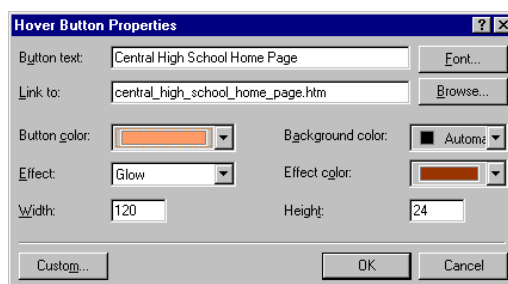 Hover Button Properties
Button text: Central High School Home Page Font...
Link to: central_high_school_home_page.htm Browse...
Button color: Background color:
Effect: Glow Effect color:
Width: 120 Height: 24
Custom... OK Cancel